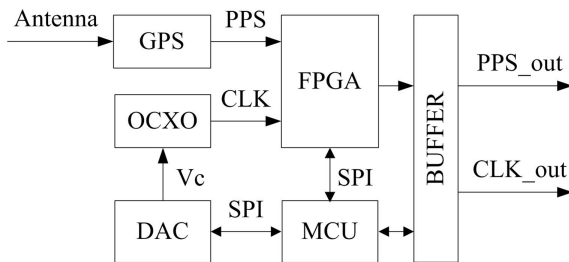 Antenna
GPS
PPS
FPGA
BUFFER
PPS_out
OCXO
CLK
Vc
SPI
CLK_out
DAC
SPI
MCU